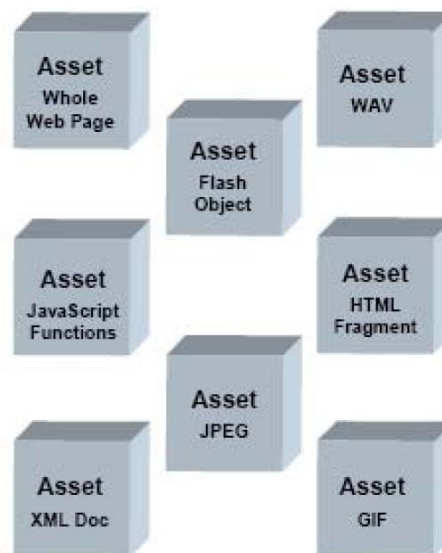 Asset
Whole
Web Page
Asset
WAV
Asset
Flash
Object
Asset
JavaScript
Functions
Asset
HTML
Fragment
Asset
JPEG
Asset
XML Doc
Asset
GIF